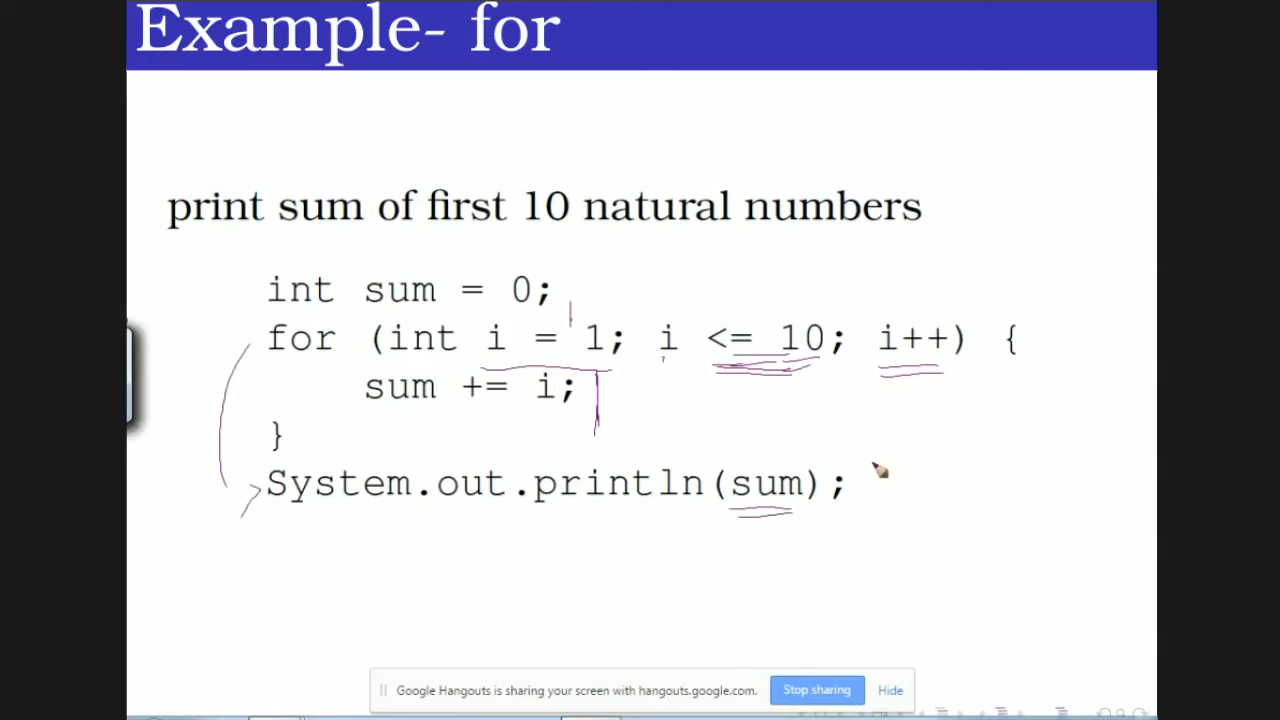 Example- for
print sum of first 10 natural numbers
int sum = 0;
for (int i = 1; i <= 10; i++) {
sum += i;
}
System.out.println(sum);
Google Hangouts is sharing your screen with hangouts.google.com.
Stop sharing
Hide